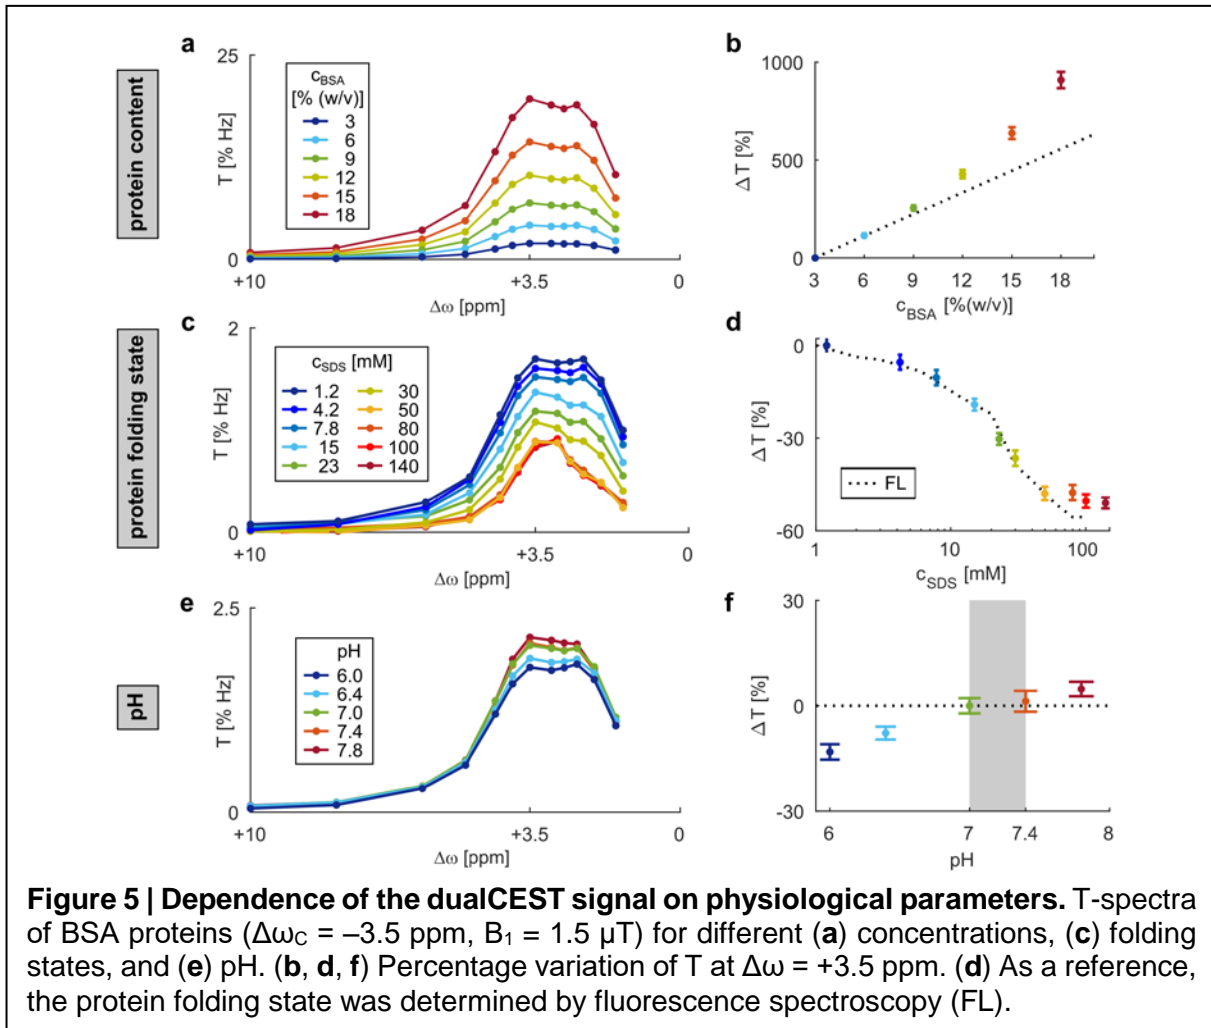 protein content
a
25
T [% Hz]
0
c_BSA
[% (w/v)]
3
6
9
12
15
18
+10
+3.5
0
Δω [ppm]
b
1000
500
0
Δ T [%]
3
6
9
12
15
18
c_BSA [%(w/v)]
protein folding state
c
2
T [% Hz]
0
c_SDS [mM]
1.2 30
4.2 50
7.8 80
15 100
23 140
+10
+3.5
0
Δω [ppm]
d
0
-30
-60
Δ T [%]
FL
1
10
100
c_SDS [mM]
pH
e
2.5
T [% Hz]
0
pH
6.0
6.4
7.0
7.4
7.8
+10
+3.5
0
Δω [ppm]
f
30
0
-30
Δ T [%]
6
7
7.4
8
pH
Figure 5 | Dependence of the dualCEST signal on physiological parameters. T-spectra
of BSA proteins (Δω_C = –3.5 ppm, B_1 = 1.5 µT) for different (a) concentrations, (c) folding
states, and (e) pH. (b, d, f) Percentage variation of T at Δω = +3.5 ppm. (d) As a reference,
the protein folding state was determined by fluorescence spectroscopy (FL).